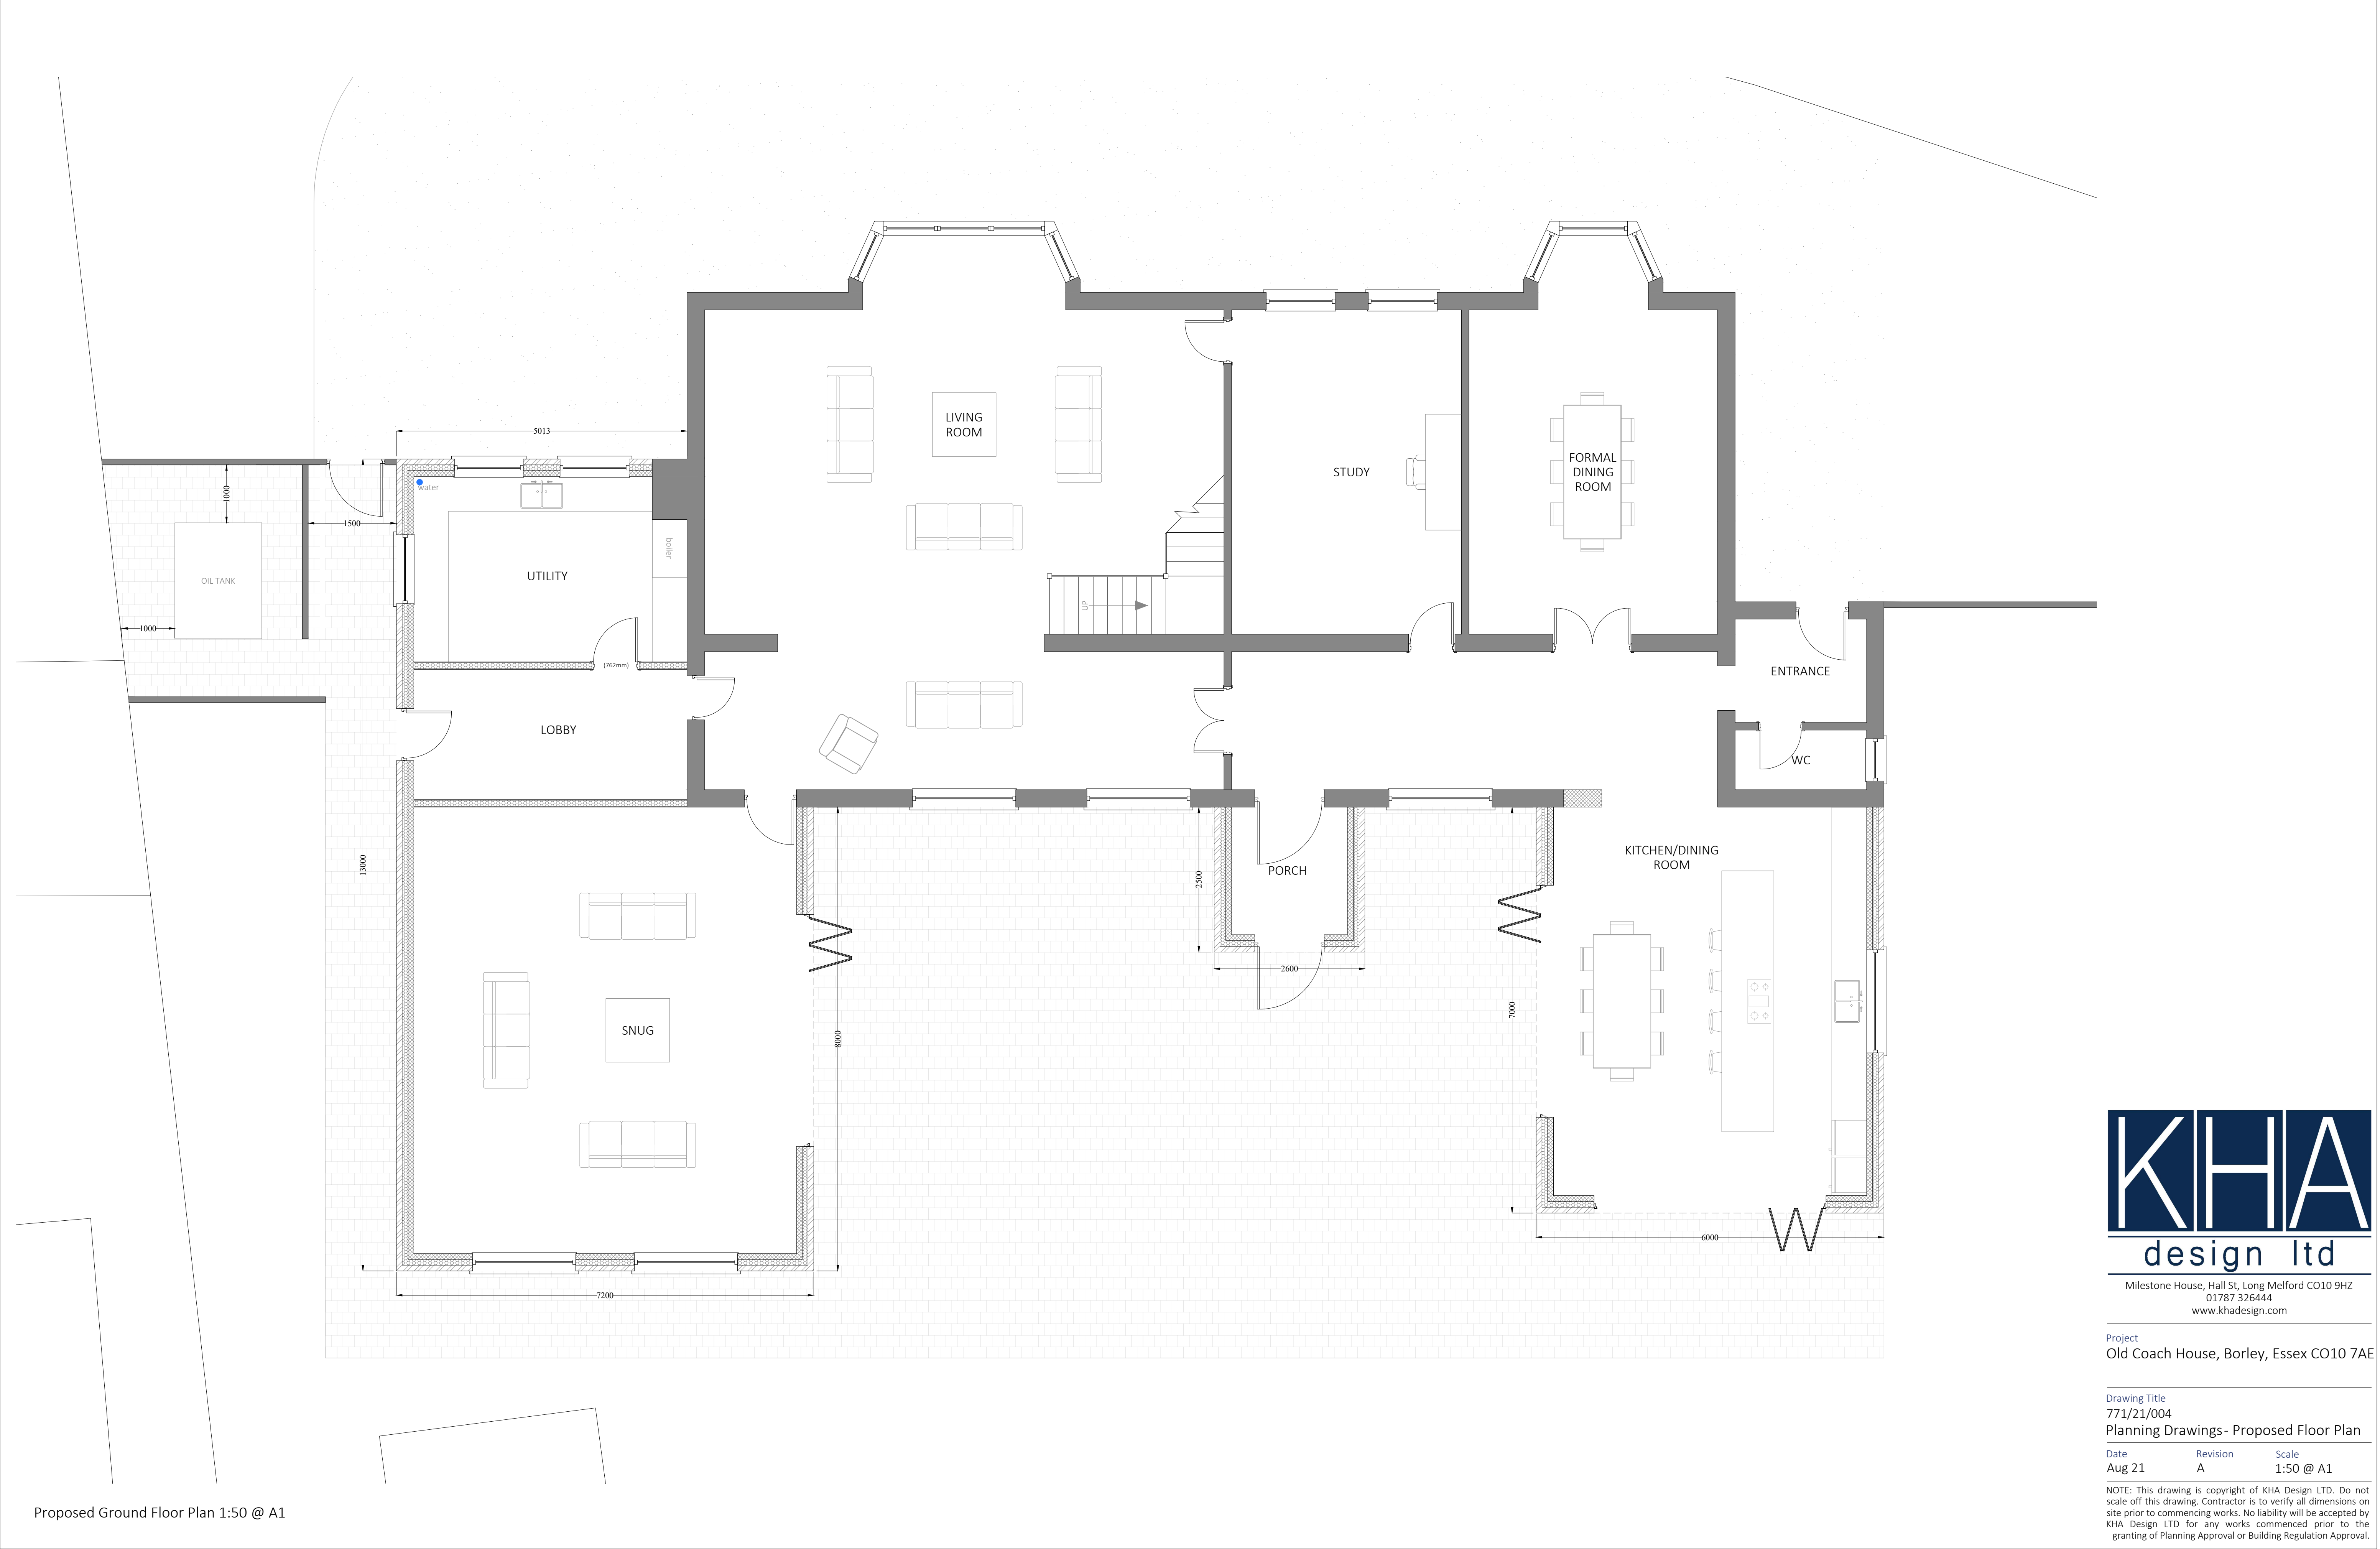 5013
LIVING
ROOM
1000
water
FORMAL
DINING
ROOM
STUDY
1500
boiler
UTILITY
OIL TANK
UP
1000
(762mm)
ENTRANCE
LOBBY
WC
KITCHEN/DINING
ROOM
13000
PORCH
2500
2600
7000
SNUG
8000
6000
7200
KHA
design ltd
Milestone House, Hall St, Long Melford CO10 9HZ
01787 326444
www.khadesign.com
Project
Old Coach House, Borley, Essex CO10 7AE
Drawing Title
771/21/004
Planning Drawings - Proposed Floor Plan
Date Revision Scale
Aug 21 A 1:50 @ A1
NOTE: This drawing is copyright of KHA Design LTD. Do not
scale off this drawing. Contractor is to verify all dimensions on
site prior to commencing works. No liability will be accepted by
KHA Design LTD for any works commenced prior to the
granting of Planning Approval or Building Regulation Approval.
Proposed Ground Floor Plan 1:50 @ A1